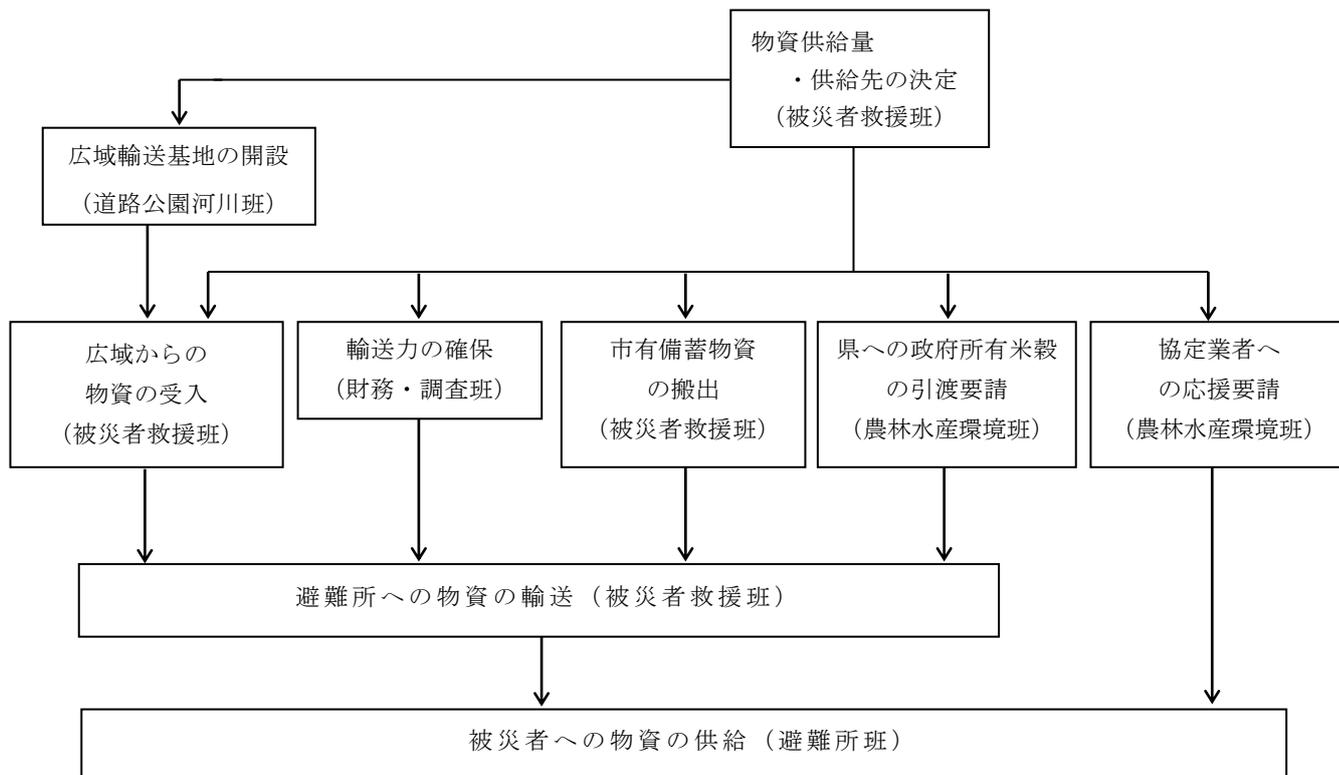 物資供給量
・供給先の決定
（被災者救援班）
広域輸送基地の開設
（道路公園河川班）
広域からの
物資の受入
（被災者救援班）
輸送力の確保
（財務・調査班）
市有備蓄物資
の搬出
（被災者救援班）
県への政府所有米穀
の引渡要請
（農林水産環境班）
協定業者へ
の応援要請
（農林水産環境班）
避難所への物資の輸送（被災者救援班）
被災者への物資の供給（避難所班）